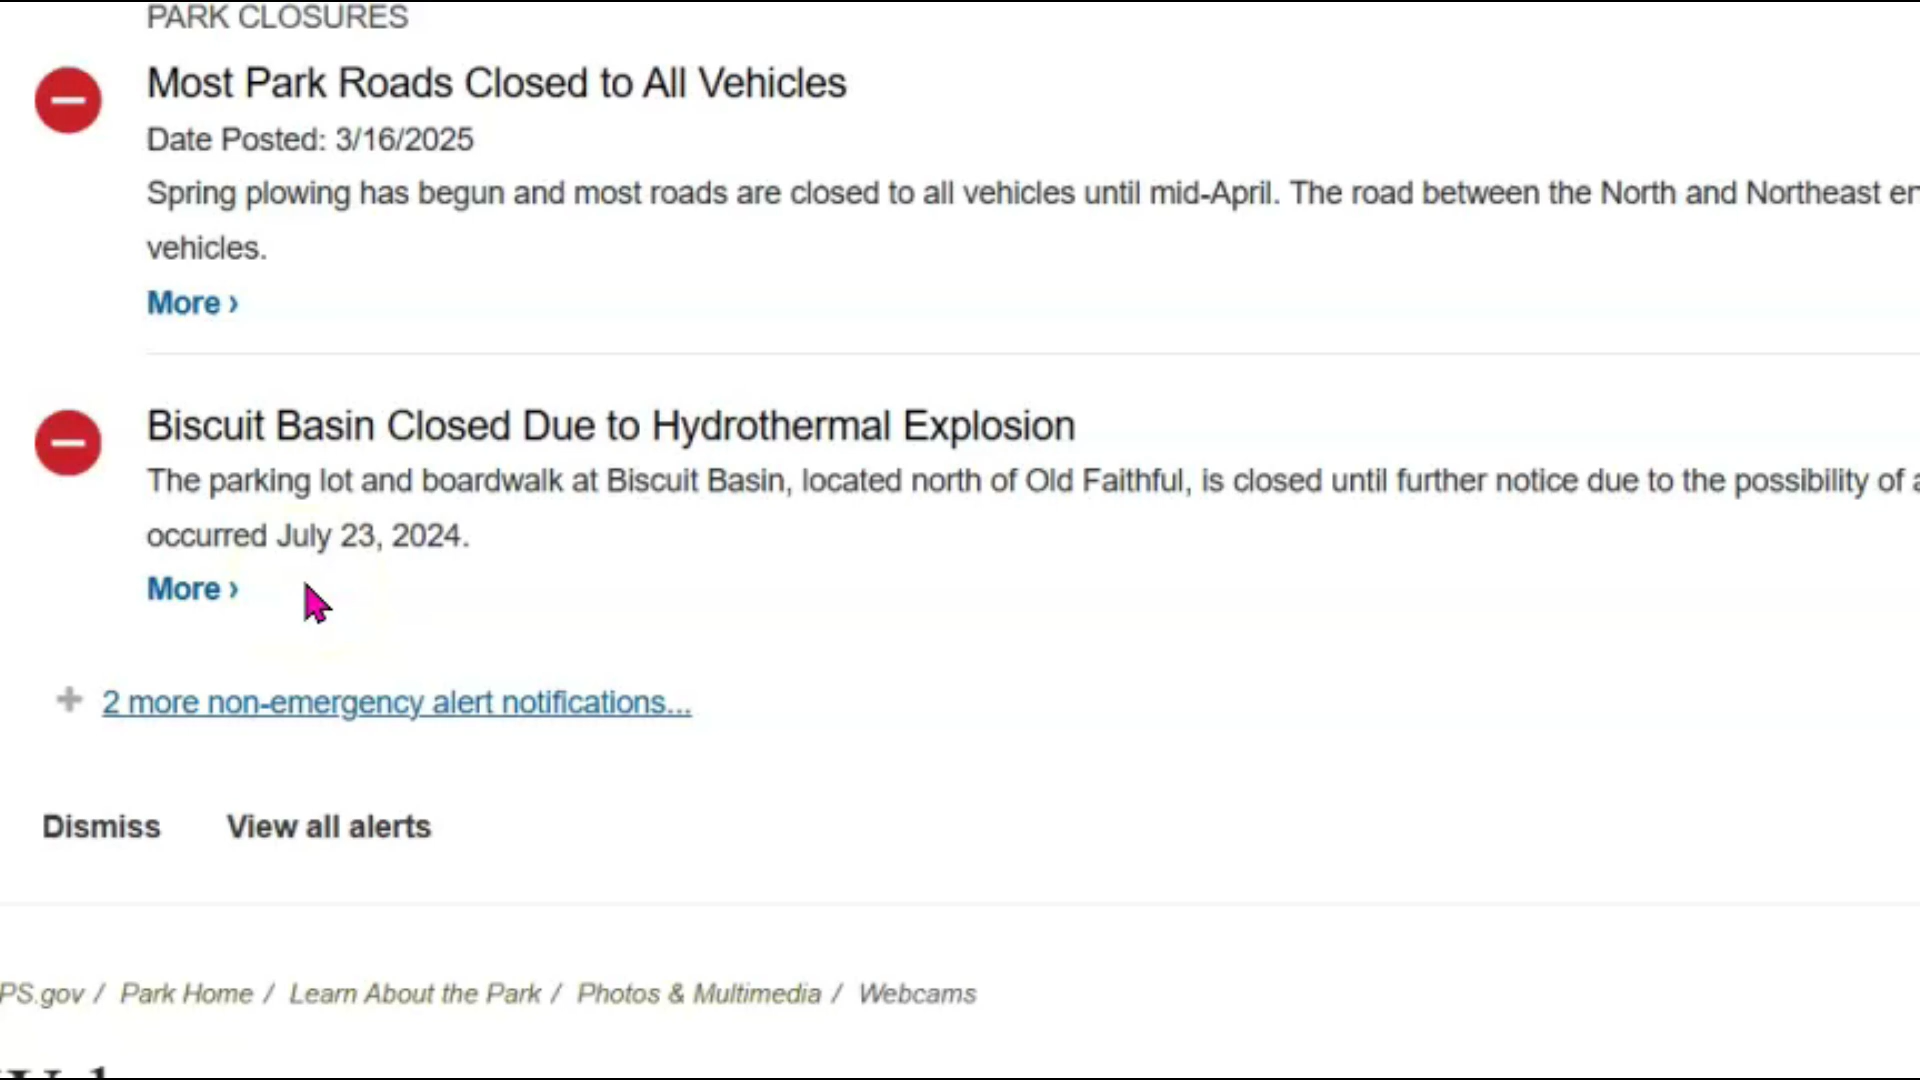 PARK CLOSURES
Most Park Roads Closed to All Vehicles
Date Posted: 3/16/2025
Spring plowing has begun and most roads are closed to all vehicles until mid-April. The road between the North and Northeast
vehicles.
More ›
Biscuit Basin Closed Due to Hydrothermal Explosion
The parking lot and boardwalk at Biscuit Basin, located north of Old Faithful, is closed until further notice due to the possibility of
occurred July 23, 2024.
More ›
2 more non-emergency alert notifications...
Dismiss View all alerts
PS.gov / Park Home / Learn About the Park / Photos & Multimedia / Webcams